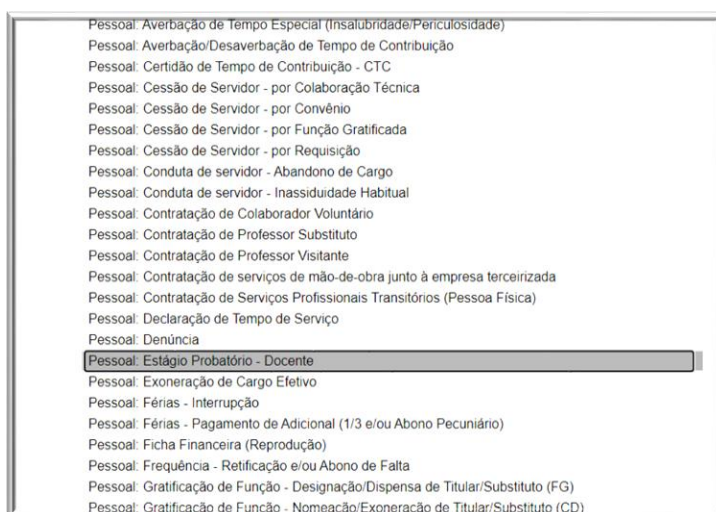 Pessoal: Averbação de Tempo Especial (Insalubridade/Periculosidade)
Pessoal: Averbação/Desaverbação de Tempo de Contribuição
Pessoal: Certidão de Tempo de Contribuição - CTC
Pessoal: Cessão de Servidor - por Colaboração Técnica
Pessoal: Cessão de Servidor - por Convênio
Pessoal: Cessão de Servidor - por Função Gratificada
Pessoal: Cessão de Servidor - por Requisição
Pessoal: Conduta de servidor - Abandono de Cargo
Pessoal: Conduta de servidor - Inassiduidade Habitual
Pessoal: Contratação de Colaborador Voluntário
Pessoal: Contratação de Professor Substituto
Pessoal: Contratação de Professor Visitante
Pessoal: Contratação de serviços de mão-de-obra junto à empresa terceirizada
Pessoal: Contratação de Serviços Profissionais Transitórios (Pessoa Física)
Pessoal: Declaração de Tempo de Serviço
Pessoal: Denúncia
Pessoal: Estágio Probatório - Docente
Pessoal: Exoneração de Cargo Efetivo
Pessoal: Férias - Interrupção
Pessoal: Férias - Pagamento de Adicional (1/3 e/ou Abono Pecuniário)
Pessoal: Ficha Financeira (Reprodução)
Pessoal: Frequência - Retificação e/ou Abono de Falta
Pessoal: Gratificação de Função - Designação/Dispensa de Titular/Substituto (FG)
Pessoal: Gratificação de Função - Nomeação/Exoneração de Titular/Substituto (CD)